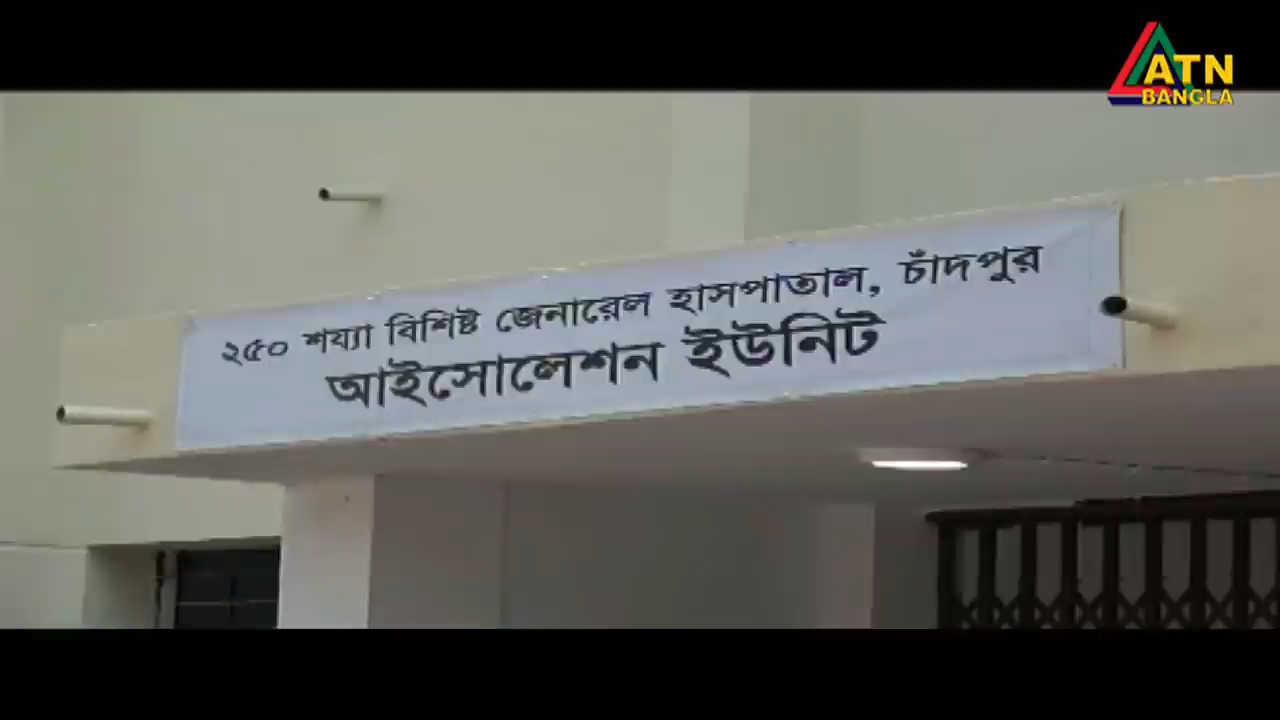 ATN
BANGLA
২৫০ শয্যা বিশিষ্ট জেনারেল হাসপাতাল, চাঁদপুর
আইসোলেশন ইউনিট